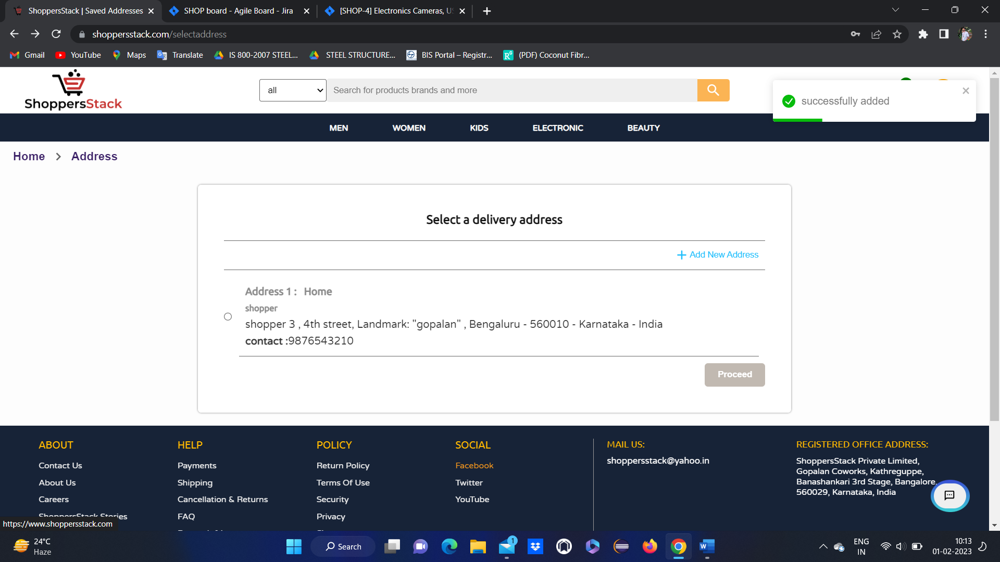 ShoppersStack | Saved Addresses
SHOP board - Agile Board - Jira
[SHOP-4] Electronics Cameras, US
shoppersstack.com/selectaddress
Gmail
YouTube
Maps
Translate
IS 800-2007 STEEL...
STEEL STRUCTURE...
BIS Portal – Registr...
(PDF) Coconut Fibr...
ShoppersStack
all
Search for products brands and more
successfully added
MEN
WOMEN
KIDS
ELECTRONIC
BEAUTY
Home > Address
Select a delivery address
+ Add New Address
Address 1 : Home
shopper
shopper 3 , 4th street, Landmark: "gopalan" , Bengaluru - 560010 - Karnataka - India
contact :9876543210
Proceed
ABOUT
Contact Us
About Us
Careers
ShoppersStack Stories
HELP
Payments
Shipping
Cancellation & Returns
FAQ
POLICY
Return Policy
Terms Of Use
Security
Privacy
SOCIAL
Facebook
Twitter
YouTube
MAIL US:
shoppersstack@yahoo.in
REGISTERED OFFICE ADDRESS:
ShoppersStack Private Limited,
Gopalan Coworks, Kathreguppe,
Banashankari 3rd Stage, Bangalore.
560029, Karnataka, India
https://www.shoppersstack.com
24°C
Haze
Search
1
ENG
IN
10:13
01-02-2023